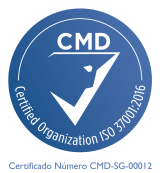 CMD
Certified Organization ISO 37001:2016
Certificado Número CMD-SG-00012